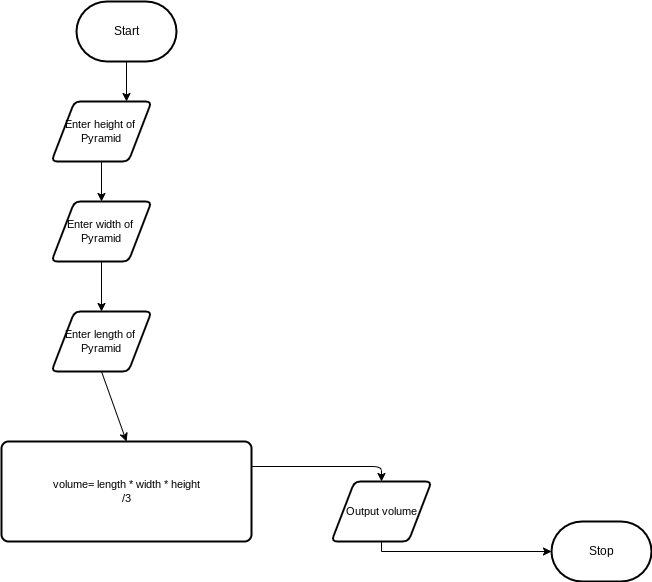 Start
Enter height of
Pyramid
Enter width of
Pyramid
Enter length of
Pyramid
volume= length * width * height
/3
Output volume
Stop